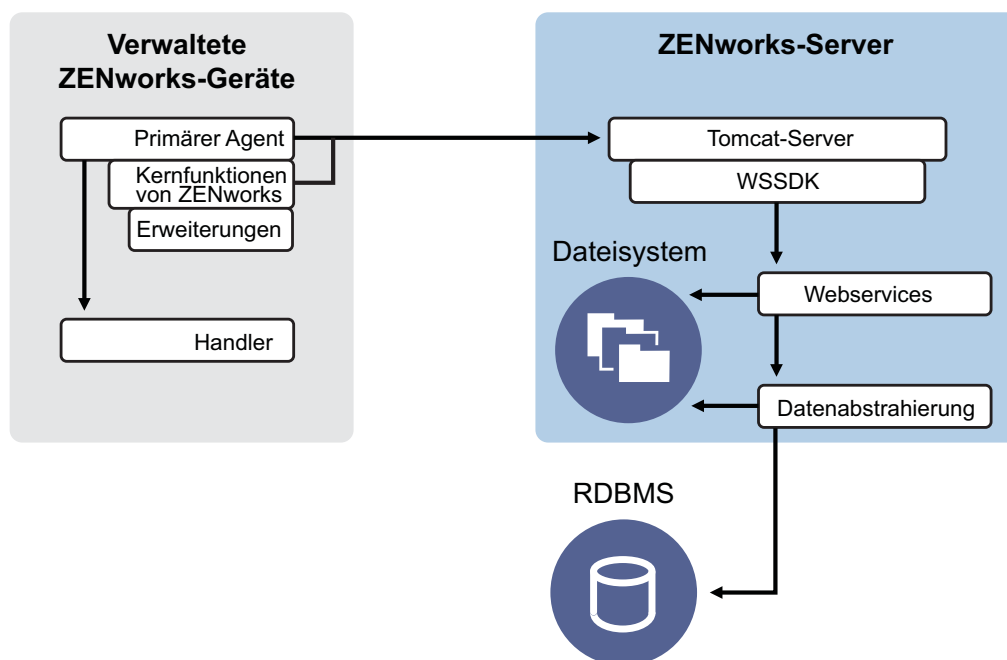 Verwaltete
ZENworks-Geräte
Primärer Agent
Kernfunktionen
von ZENworks
Erweiterungen
Handler
ZENworks-Server
Tomcat-Server
WSSDK
Dateisystem
Webservices
Datenabstrahierung
RDBMS